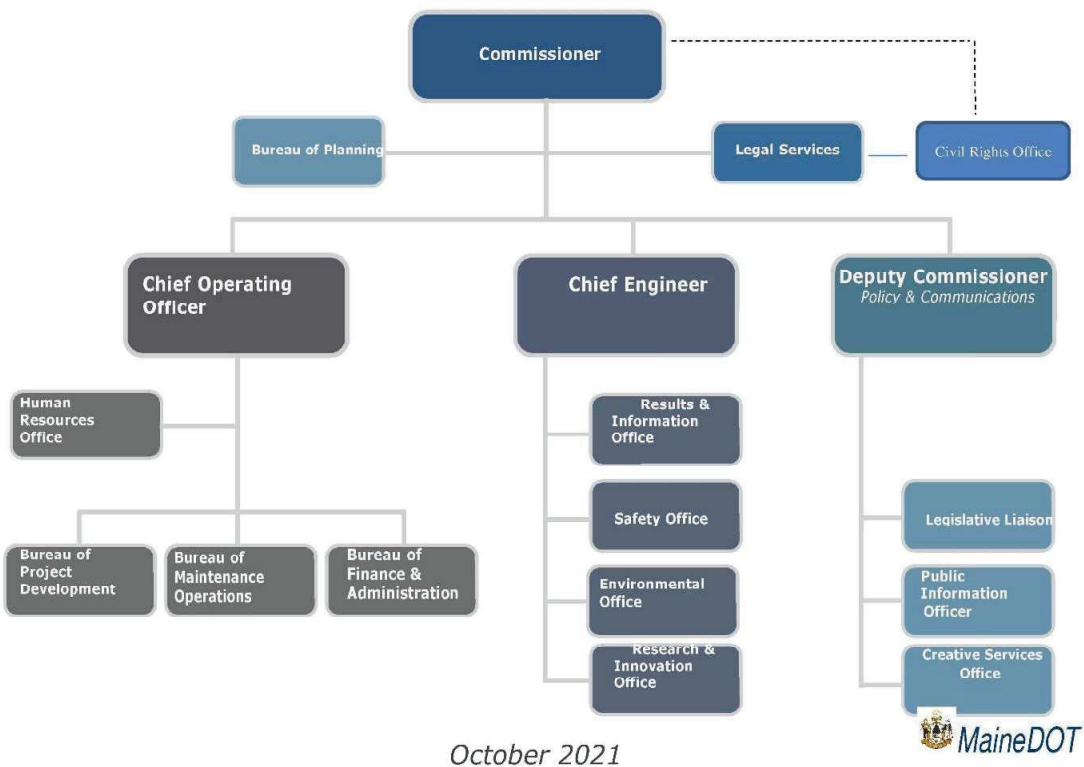 Commissioner
Bureau of Planning
Legal Services
Civil Rights Office
Chief Operating
Officer
Chief Engineer
Deputy Commissioner
Policy & Communications
Human
Resources
Office
Results &
Information
Office
Safety Office
Legislative Liaison
Bureau of
Project
Development
Bureau of
Maintenance
Operations
Bureau of
Finance &
Administration
Environmental
Office
Public
Information
Officer
Research &
Innovation
Office
Creative Services
Office
MaineDOT
October 2021